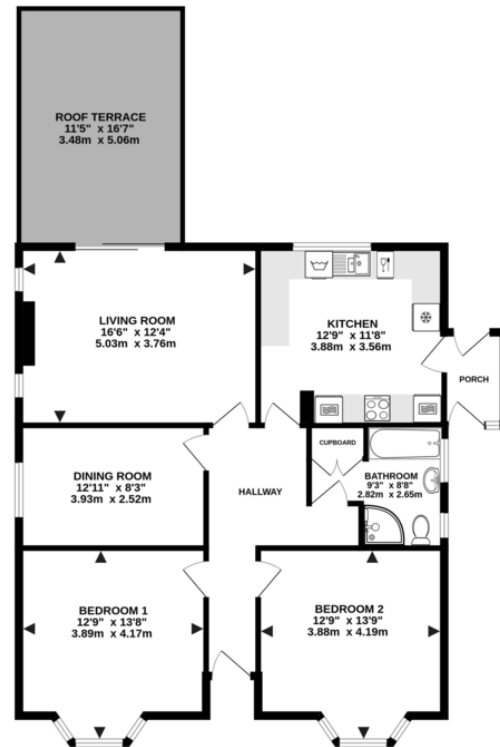 ROOF TERRACE
11'5" x 16'7"
3.48m x 5.06m
LIVING ROOM
16'6" x 12'4"
5.03m x 3.76m
KITCHEN
12'9" x 11'8"
3.88m x 3.56m
PORCH
DINING ROOM
12'11" x 8'3"
3.93m x 2.52m
HALLWAY
CUPBOARD
BATHROOM
9'3" x 8'8"
2.82m x 2.65m
BEDROOM 1
12'9" x 13'8"
3.89m x 4.17m
BEDROOM 2
12'9" x 13'9"
3.88m x 4.19m